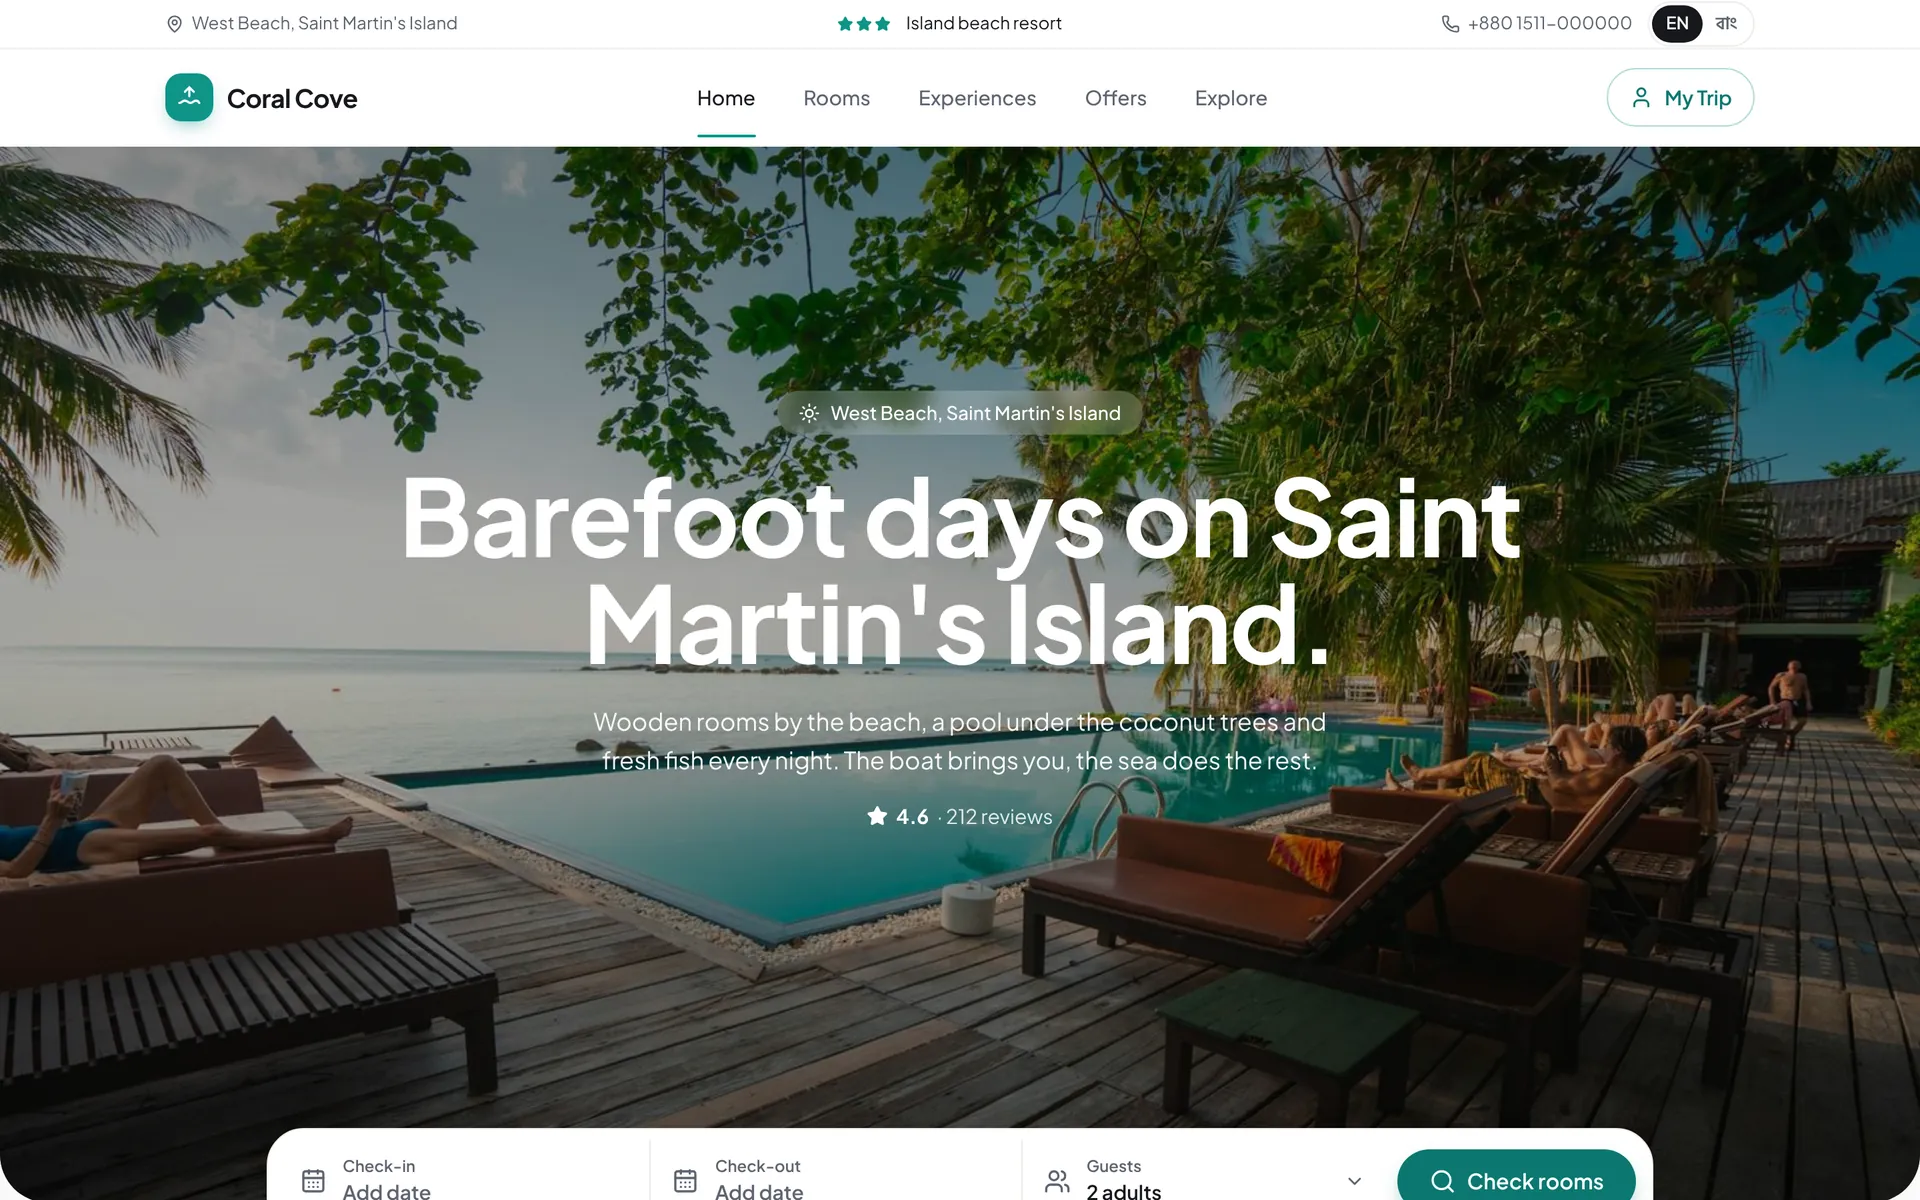 West Beach, Saint Martin's Island
Island beach resort
+880 1511-000000
EN
বাং
Coral Cove
Home
Rooms
Experiences
Offers
Explore
My Trip
West Beach, Saint Martin's Island
Barefoot days on Saint
Martin's Island.
Wooden rooms by the beach, a pool under the coconut trees and
fresh fish every night. The boat brings you, the sea does the rest.
4.6 · 212 reviews
Check-in
Add date
Check-out
Add date
Guests
2 adults
Check rooms